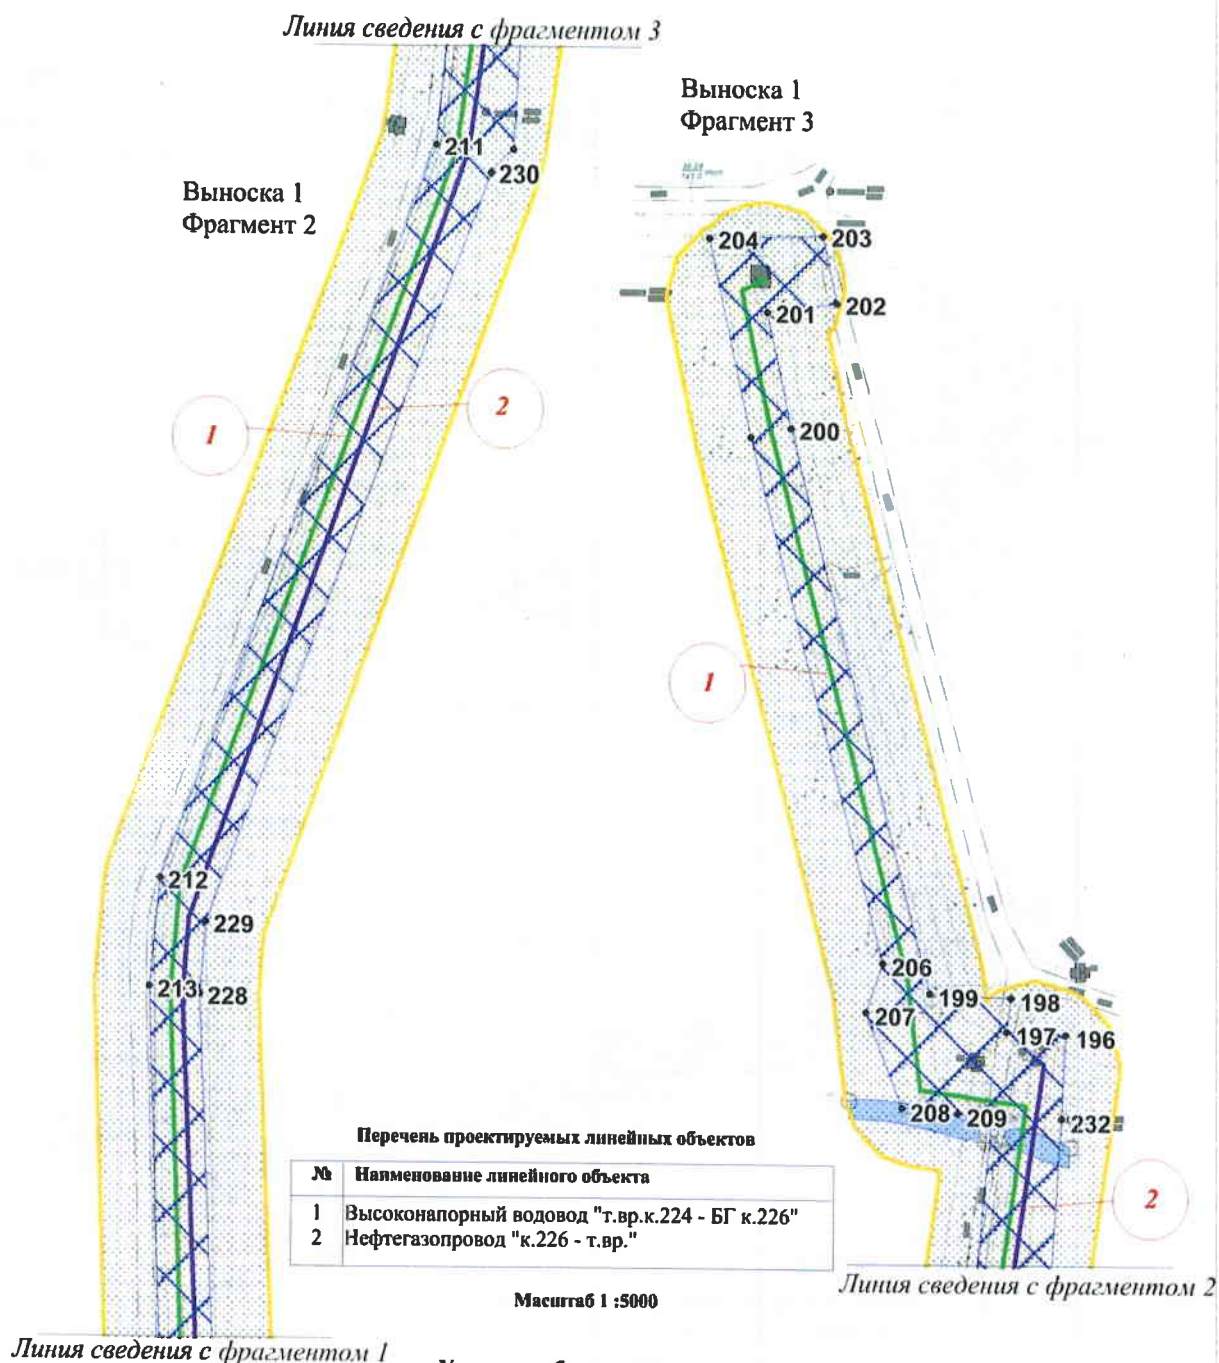 Линия сведения с фрагментом 3
Выноска 1
Фрагмент 3
211
230
Выноска 1
Фрагмент 2
204
203
202
201
200
1
2
1
212
229
213
228
206
199
198
207
197
196
208
209
232
2
Перечень проектируемых линейных объектов
№ Наименование линейного объекта
1 Высоконапорный водовод "т.вр.к.224 - БГ к.226"
2 Нефтегазопровод "к.226 - т.вр."
Масштаб 1 :5000
Линия сведения с фрагментом 2
Линия сведения с фрагментом 1